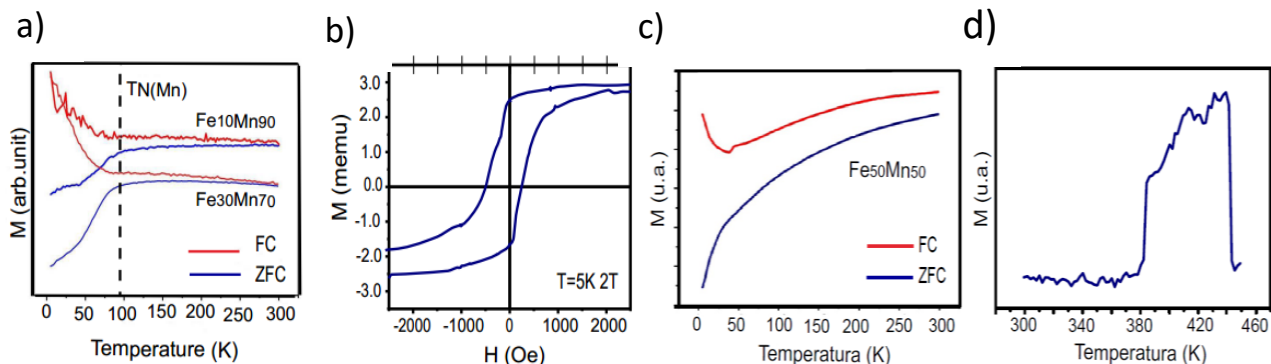 a)
TN(Mn)
Fe10Mn90
Fe30Mn70
FC
ZFC
M (arb.unit)
0 50 100 150 200 250 300
Temperature (K)
b)
3.0
2.0
1.0
0.0
-1.0
-2.0
-3.0
M (memu)
T=5K 2T
-2000 -1000 0 1000 2000
H (Oe)
c)
Fe50Mn50
FC
ZFC
M (u.a.)
0 50 100 150 200 250 300
Temperatura (K)
d)
M (u.a.)
300 340 380 420 460
Temperatura (K)